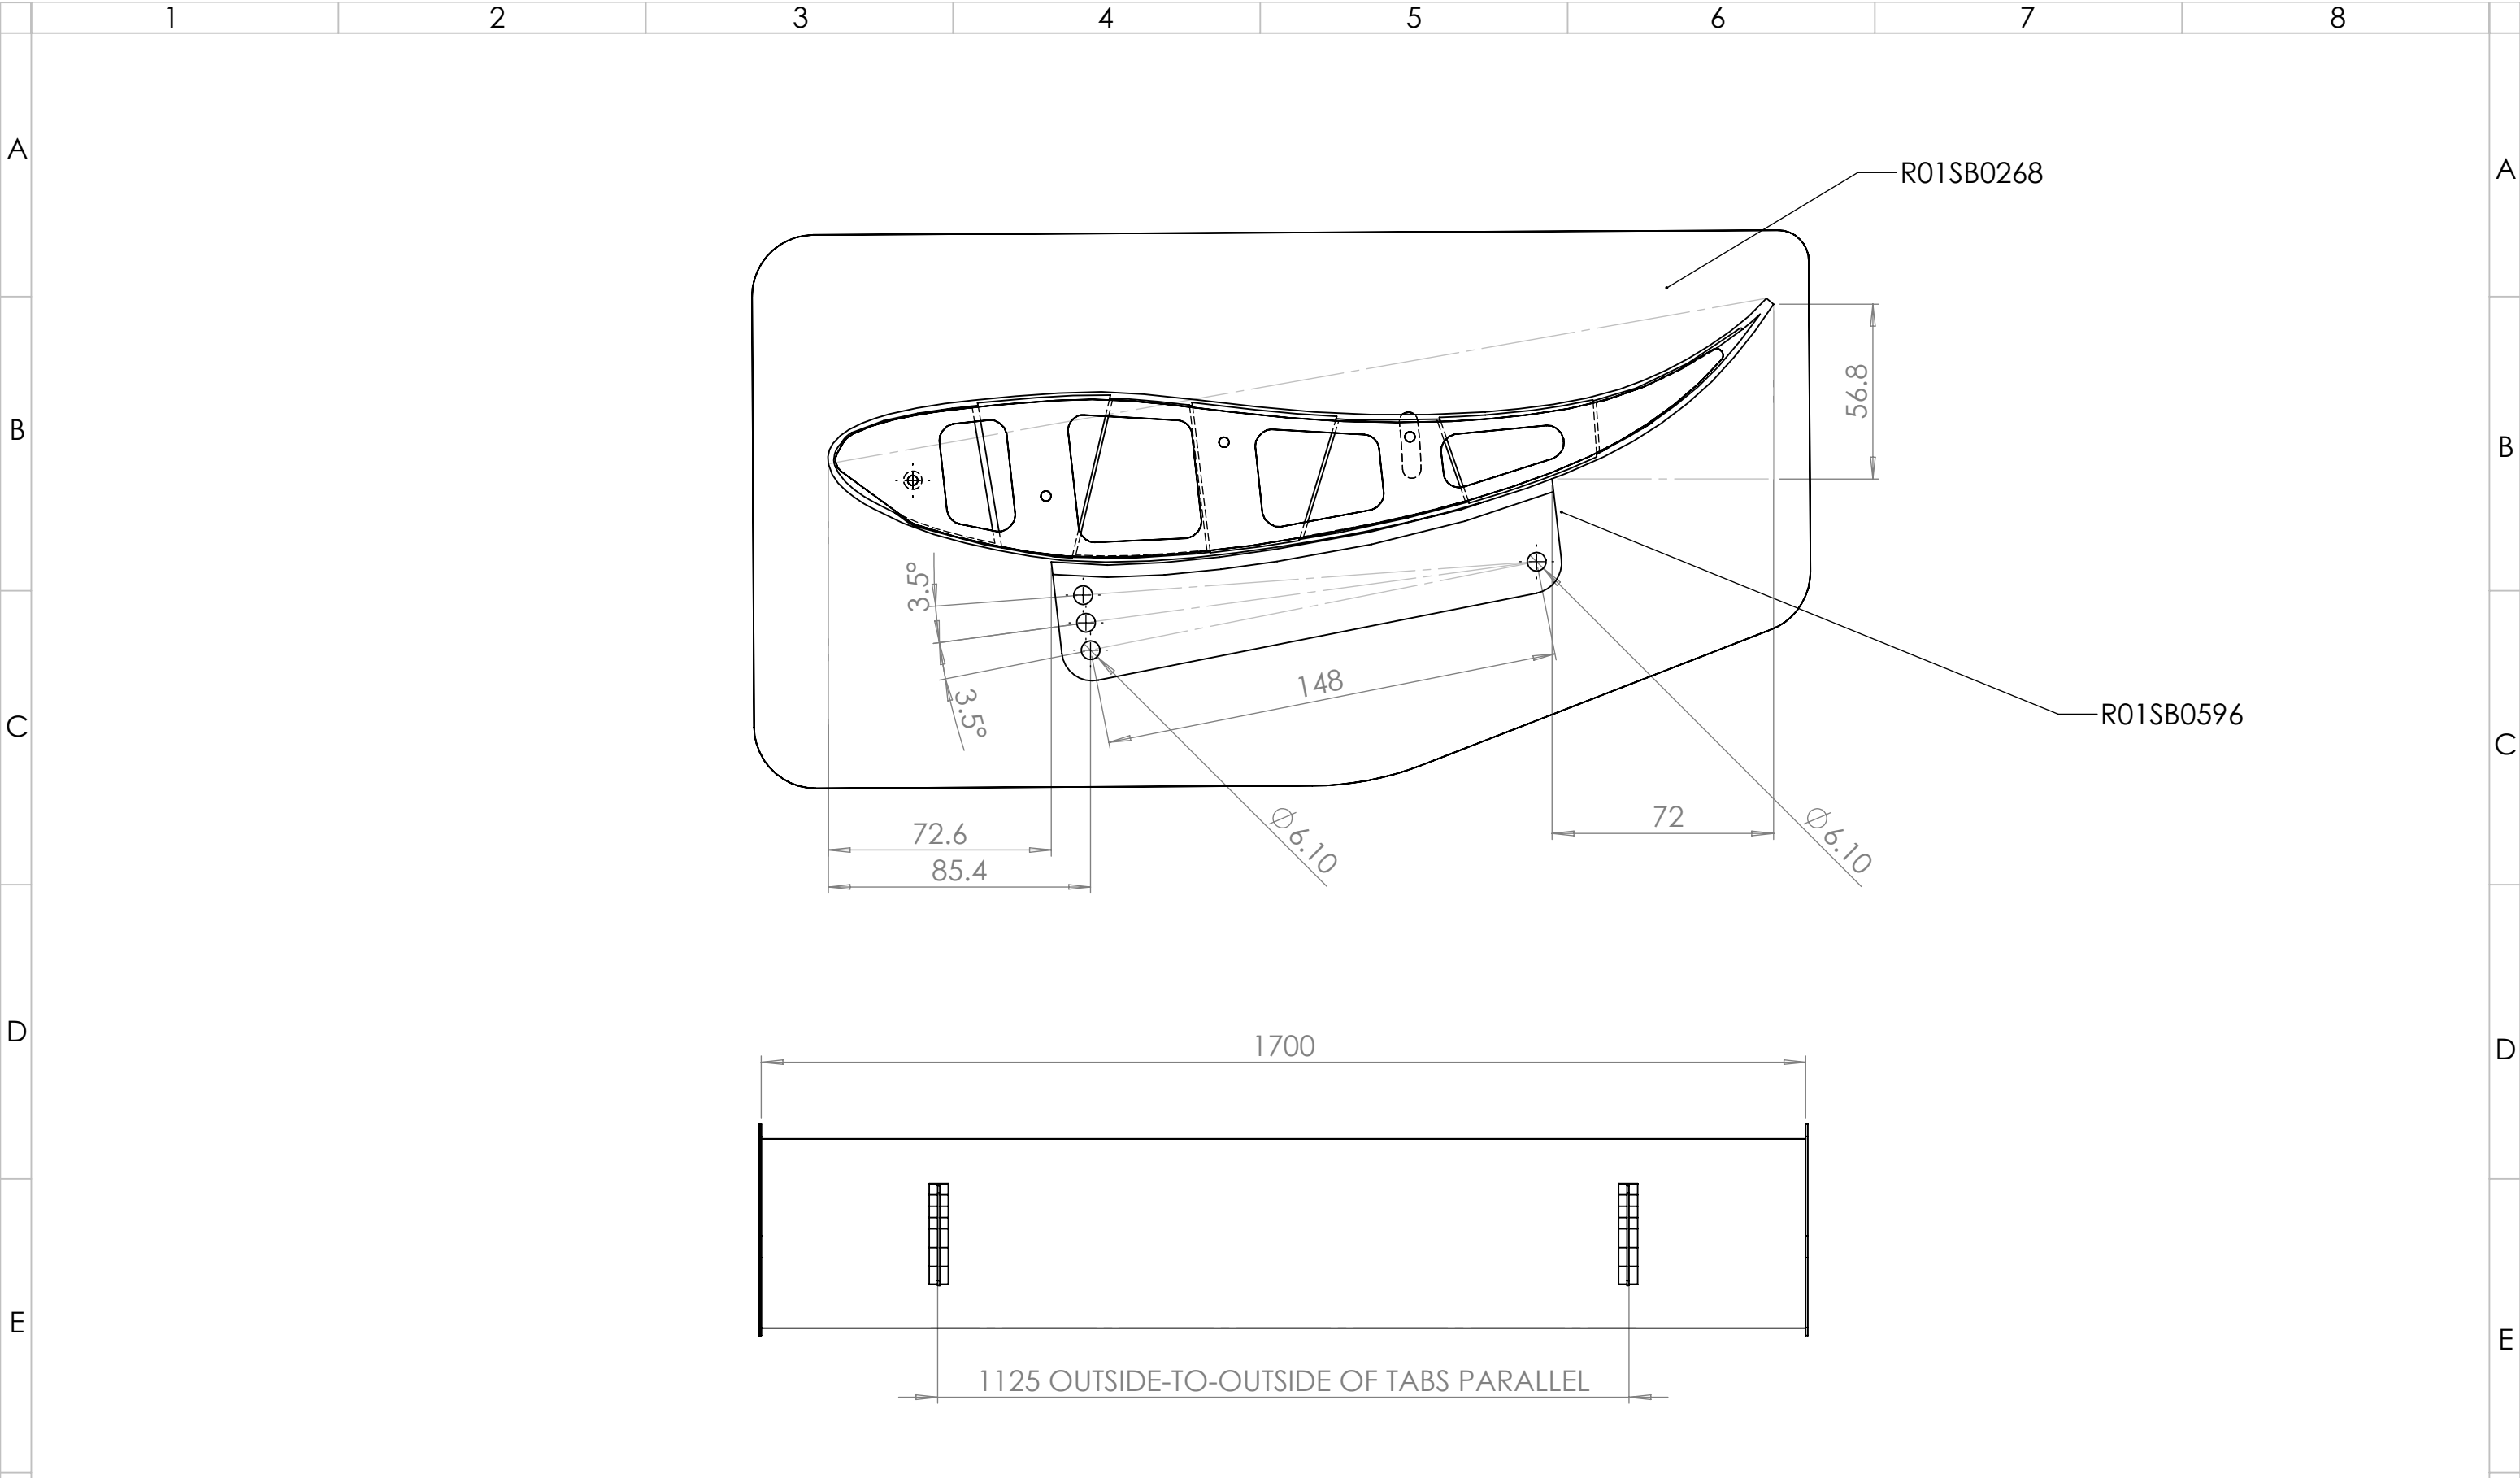 1 2 3 4 5 6 7 8
A A
R01SB0268
56.8
B B
3.5°
3.5°
148
R01SB0596
C C
72.6
85.4
∅6.10
72
∅6.10
D D
1700
E E
1125 OUTSIDE-TO-OUTSIDE OF TABS PARALLEL